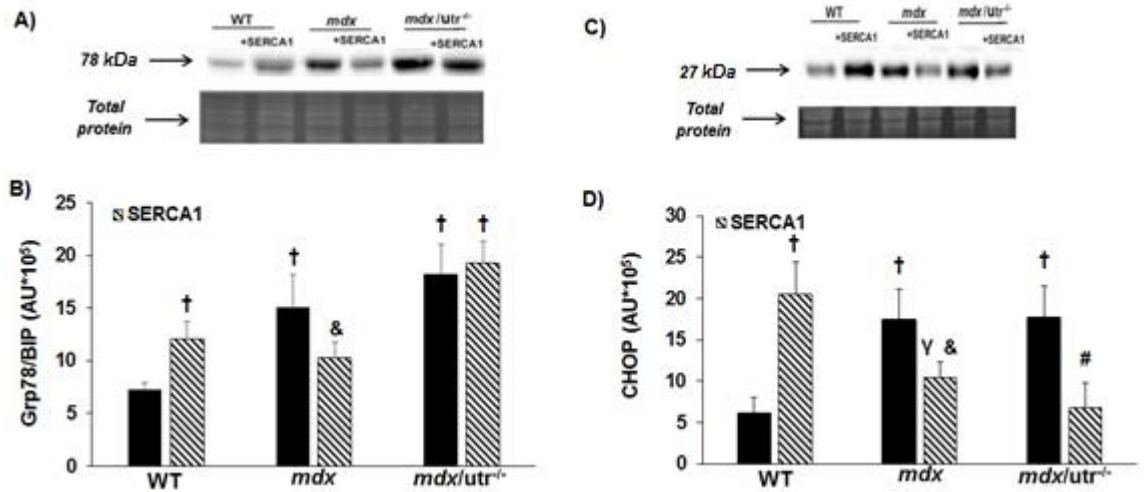 A)
WT mdx mdx/utr-/-
+SERCA1 +SERCA1 +SERCA1
78 kDa
Total
protein
B)
25
20
15
10
5
0
Grp78/BIP (AU*10⁵)
SERCA1
†
†
&
† †
WT mdx mdx/utr-/-
C)
WT mdx mdx/utr-/-
+SERCA1 +SERCA1 +SERCA1
27 kDa
Total
protein
D)
30
25
20
15
10
5
0
CHOP (AU*10⁵)
SERCA1
†
†
γ &
†
#
WT mdx mdx/utr-/-